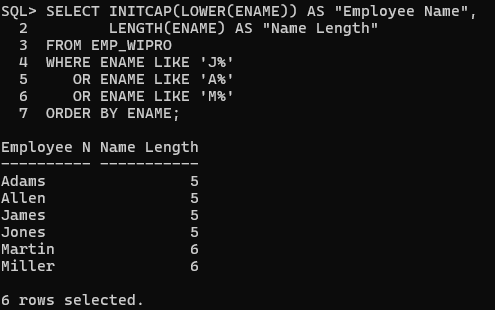 SQL> SELECT INITCAP(LOWER(ENAME)) AS "Employee Name",
  2         LENGTH(ENAME) AS "Name Length"
  3  FROM EMP_WIPRO
  4  WHERE ENAME LIKE 'J%'
  5     OR ENAME LIKE 'A%'
  6     OR ENAME LIKE 'M%'
  7  ORDER BY ENAME;

Employee N Name Length
---------- -----------
Adams                5
Allen                5
James                5
Jones                5
Martin               6
Miller               6

6 rows selected.